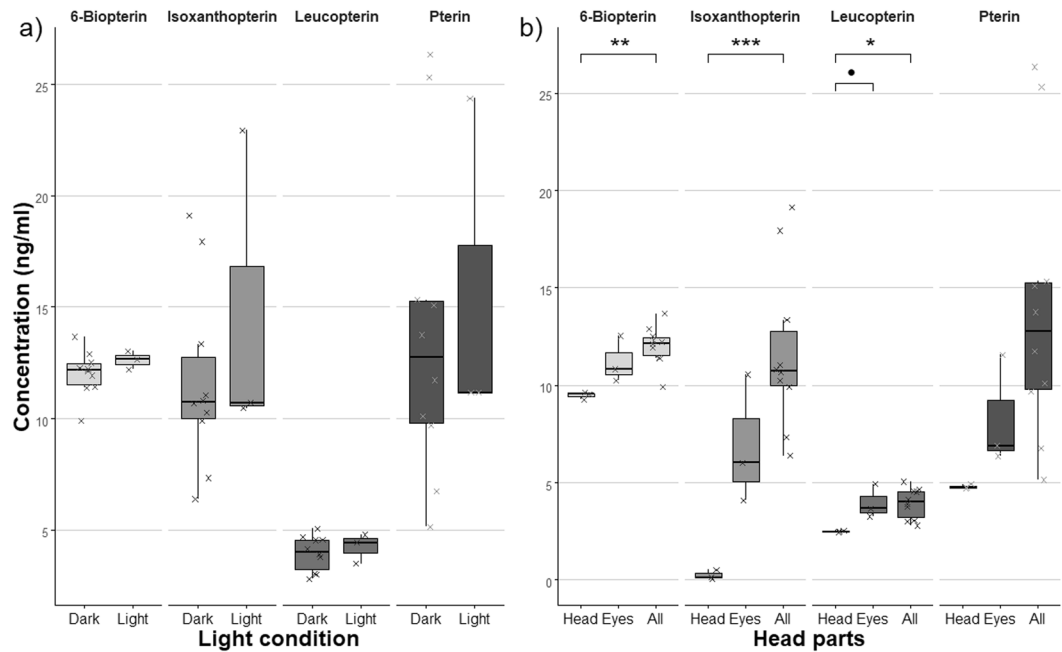 a)
6-Biopterin Isoxanthopterin Leucopterin Pterin
Concentration (ng/ml)
25
20
15
10
5
Dark Light Dark Light Dark Light Dark Light
Light condition
b)
6-Biopterin Isoxanthopterin Leucopterin Pterin
** *** *
•
25
20
15
10
5
0
Head Eyes All Head Eyes All Head Eyes All Head Eyes All
Head parts